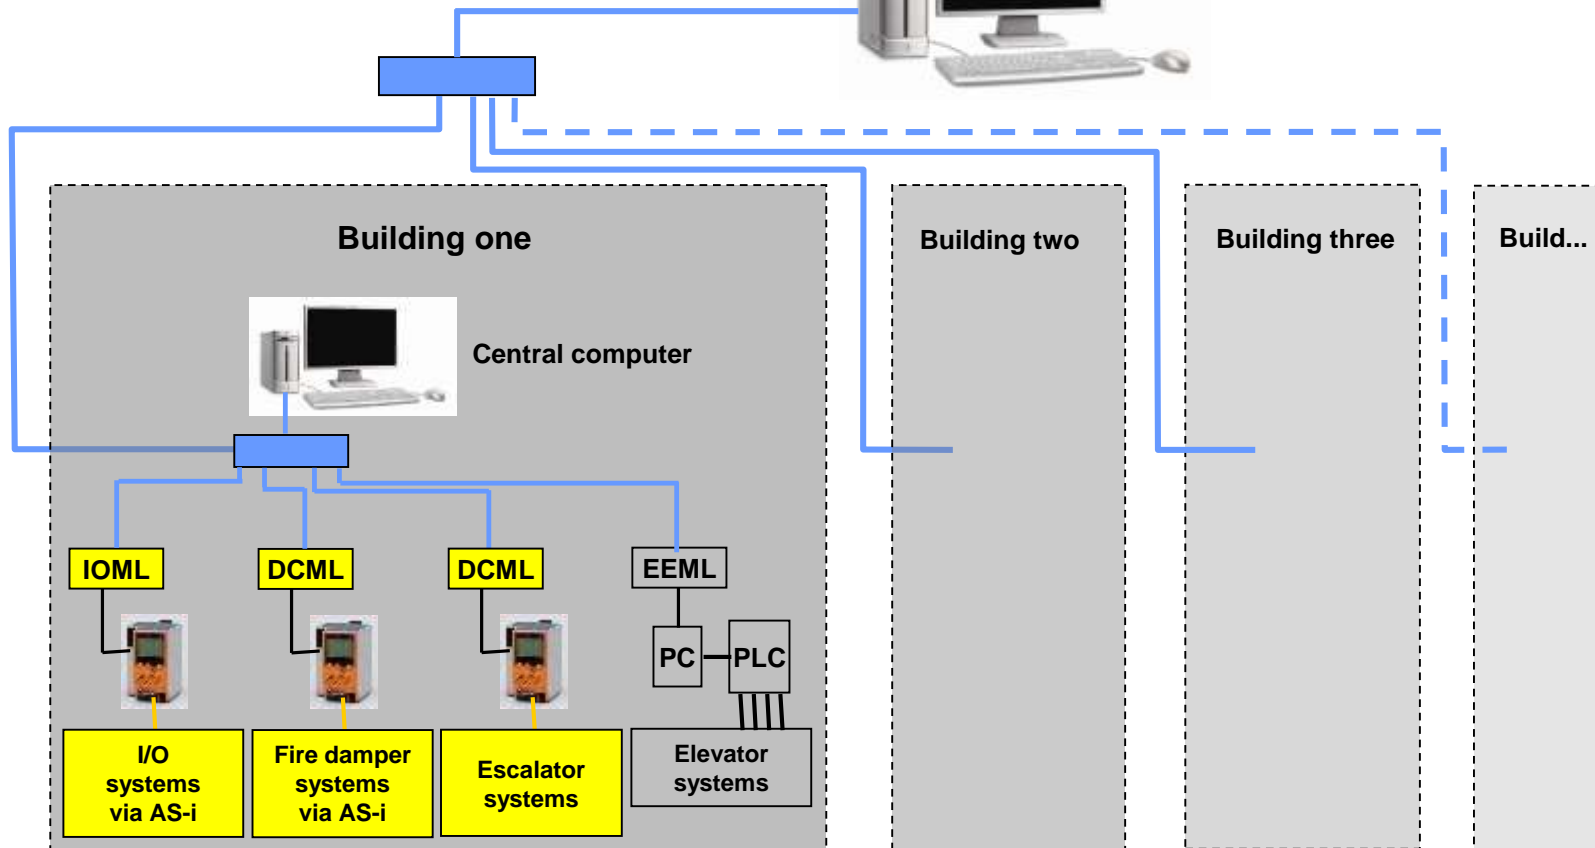 Building one
Building two
Building three
Build...
Central computer
IOML
DCML
DCML
EEML
PC
PLC
I/O
systems
via AS-i
Fire damper
systems
via AS-i
Escalator
systems
Elevator
systems